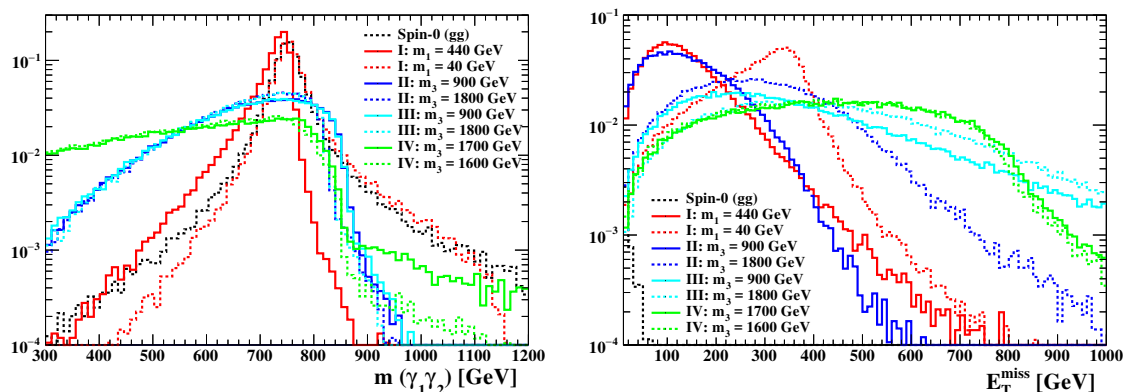 10⁻¹
10⁻²
10⁻³
10⁻⁴
300 400 500 600 700 800 900 1000 1100 1200
m (γ₁γ₂) [GeV]
Spin-0 (gg)
I: m₁ = 440 GeV
I: m₁ = 40 GeV
II: m₃ = 900 GeV
II: m₃ = 1800 GeV
III: m₃ = 900 GeV
III: m₃ = 1800 GeV
IV: m₃ = 1700 GeV
IV: m₃ = 1600 GeV
10⁻¹
10⁻²
10⁻³
10⁻⁴
100 200 300 400 500 600 700 800 900 1000
E_T^miss [GeV]
Spin-0 (gg)
I: m₁ = 440 GeV
I: m₁ = 40 GeV
II: m₃ = 900 GeV
II: m₃ = 1800 GeV
III: m₃ = 900 GeV
III: m₃ = 1800 GeV
IV: m₃ = 1700 GeV
IV: m₃ = 1600 GeV